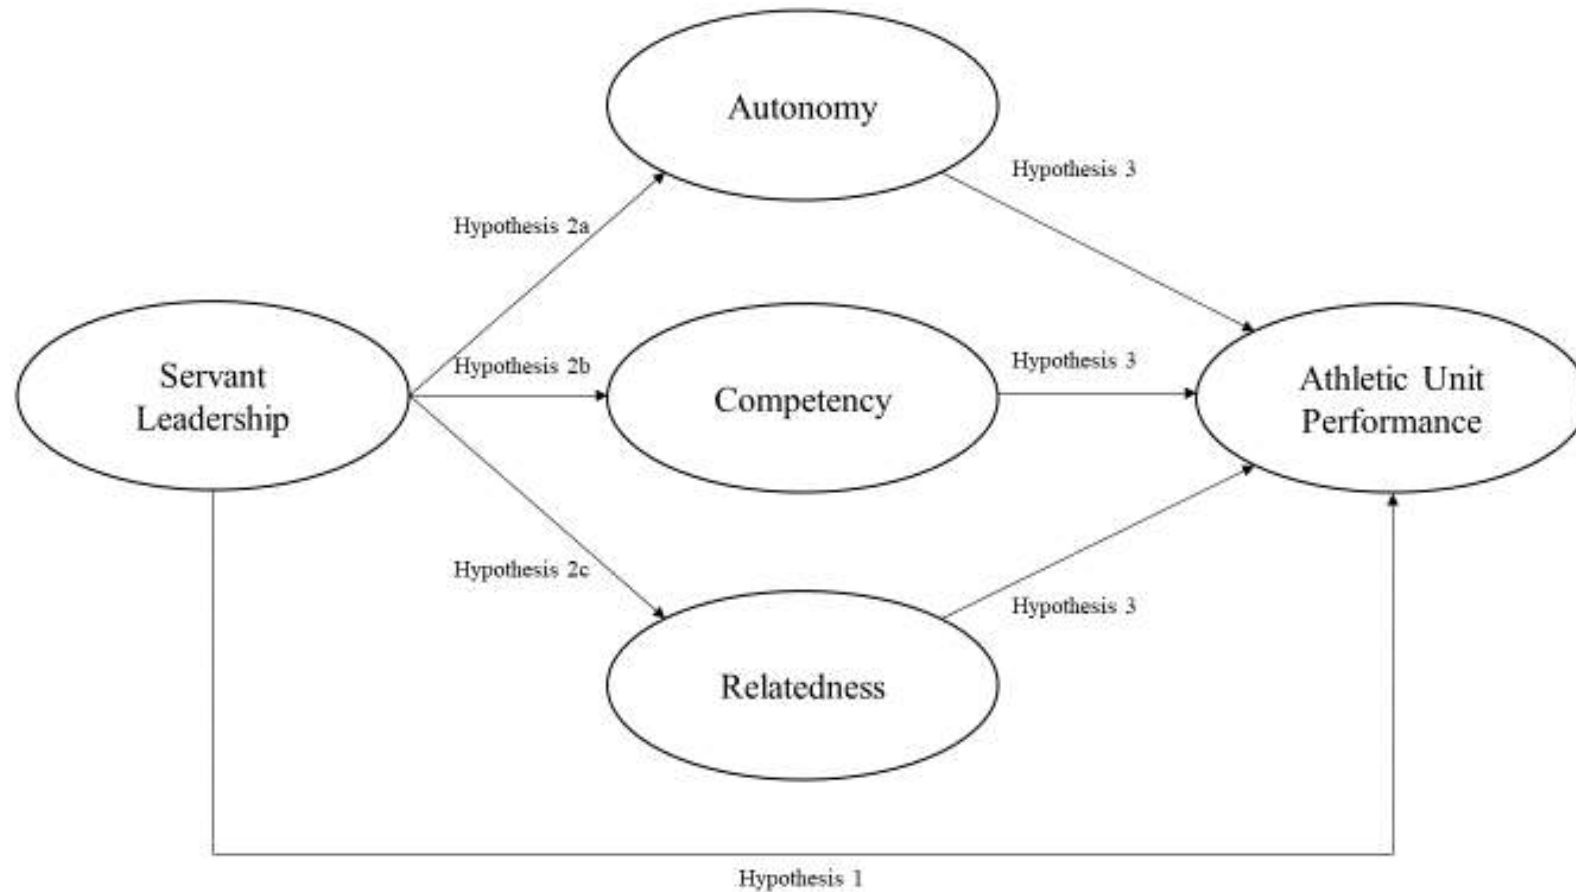 Autonomy
Hypothesis 3
Hypothesis 2a
Servant
Leadership
Hypothesis 2b
Competency
Hypothesis 3
Athletic Unit
Performance
Hypothesis 2c
Relatedness
Hypothesis 3
Hypothesis 1